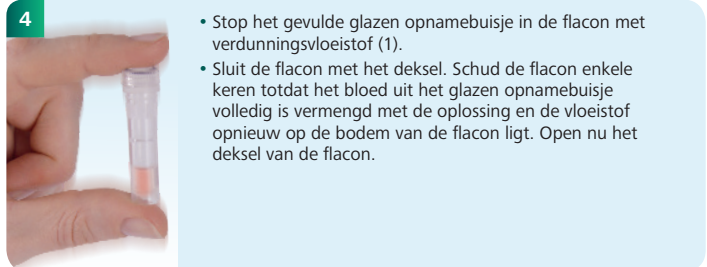 4
• Stop het gevulde glazen opnamebuisje in de flacon met
verdunningsvloeistof (1).
• Sluit de flacon met het deksel. Schud de flacon enkele
keren totdat het bloed uit het glazen opnamebuisje
volledig is vermengd met de oplossing en de vloeistof
opnieuw op de bodem van de flacon ligt. Open nu het
deksel van de flacon.